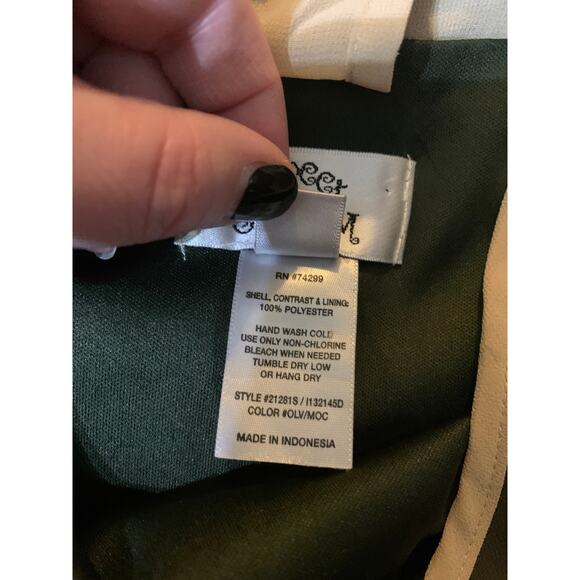 RN #74299
SHELL, CONTRAST & LINING:
100% POLYESTER
HAND WASH COLD
USE ONLY NON-CHLORINE
BLEACH WHEN NEEDED
TUMBLE DRY LOW
OR HANG DRY
STYLE #21281S / I132145D
COLOR #OLV/MOC
MADE IN INDONESIA